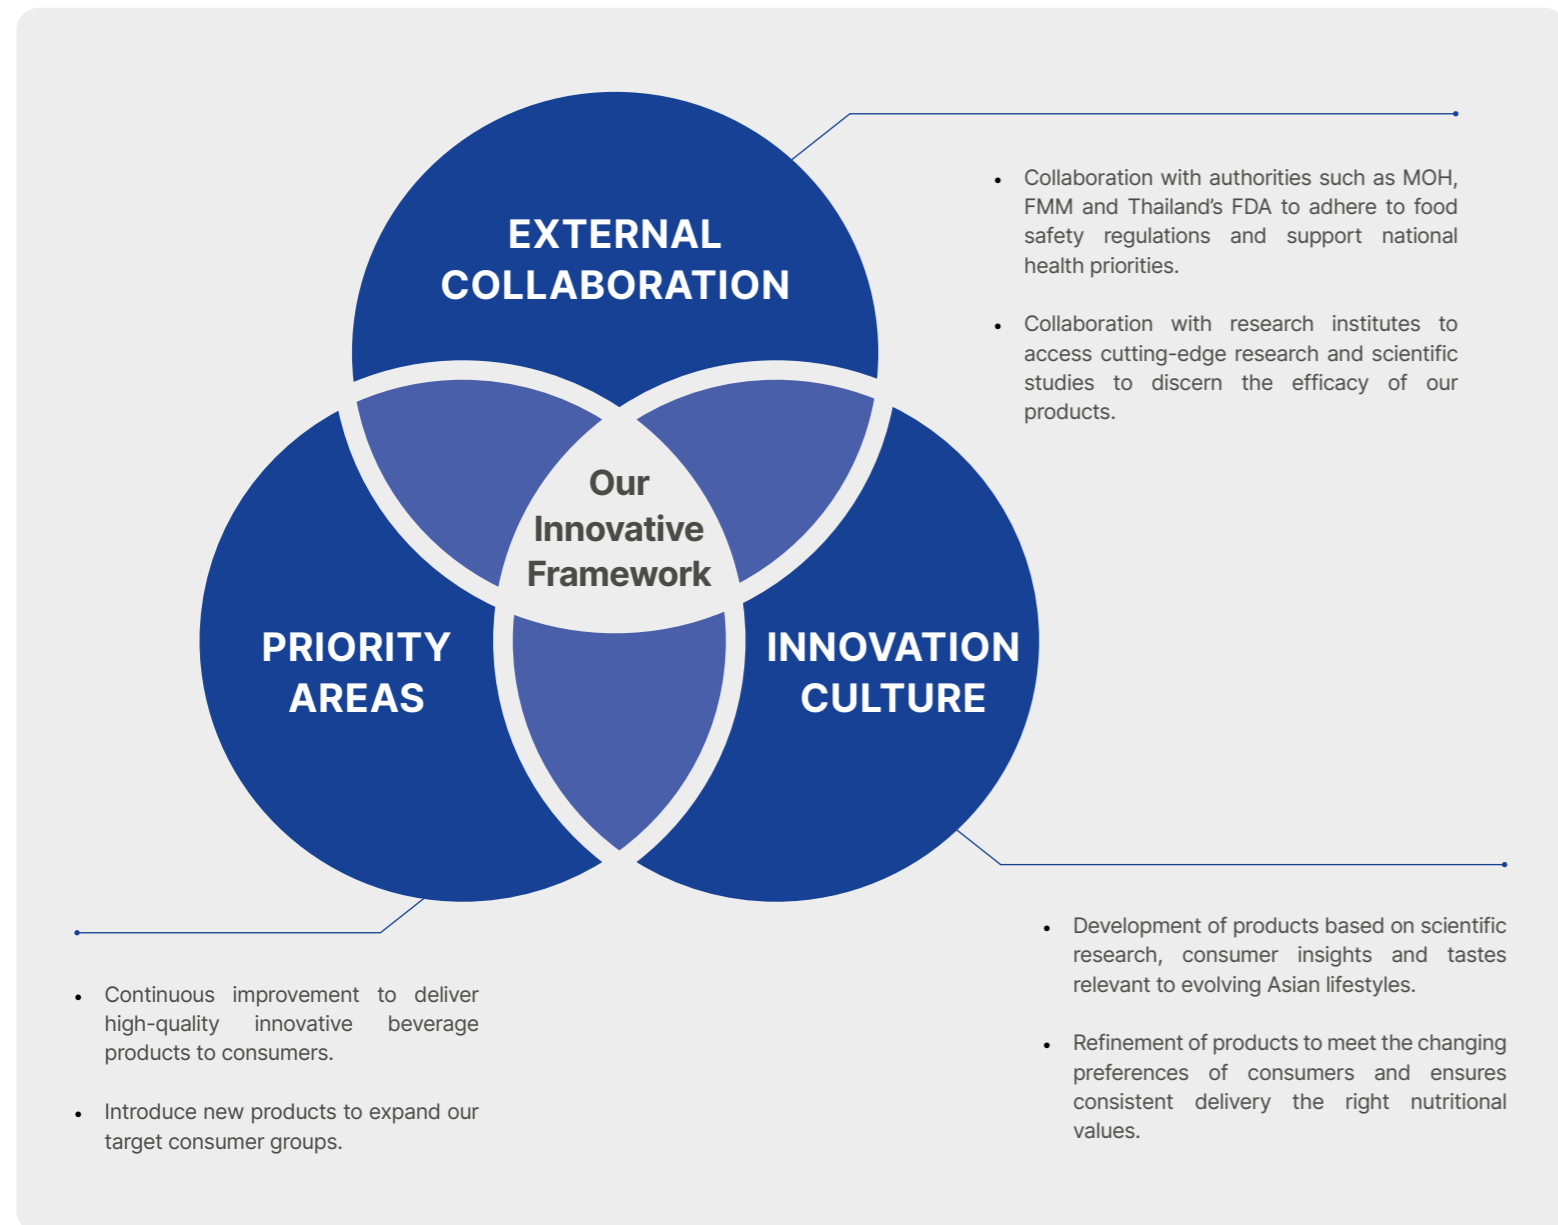 EXTERNAL
COLLABORATION
• Collaboration with authorities such as MOH,
FMM and Thailand’s FDA to adhere to food
safety regulations and support national
health priorities.
• Collaboration with research institutes to
access cutting-edge research and scientific
studies to discern the efficacy of our
products.
Our
Innovative
Framework
PRIORITY
AREAS
INNOVATION
CULTURE
• Continuous improvement to deliver
high-quality innovative beverage
products to consumers.
• Introduce new products to expand our
target consumer groups.
• Development of products based on scientific
research, consumer insights and tastes
relevant to evolving Asian lifestyles.
• Refinement of products to meet the changing
preferences of consumers and ensures
consistent delivery the right nutritional
values.